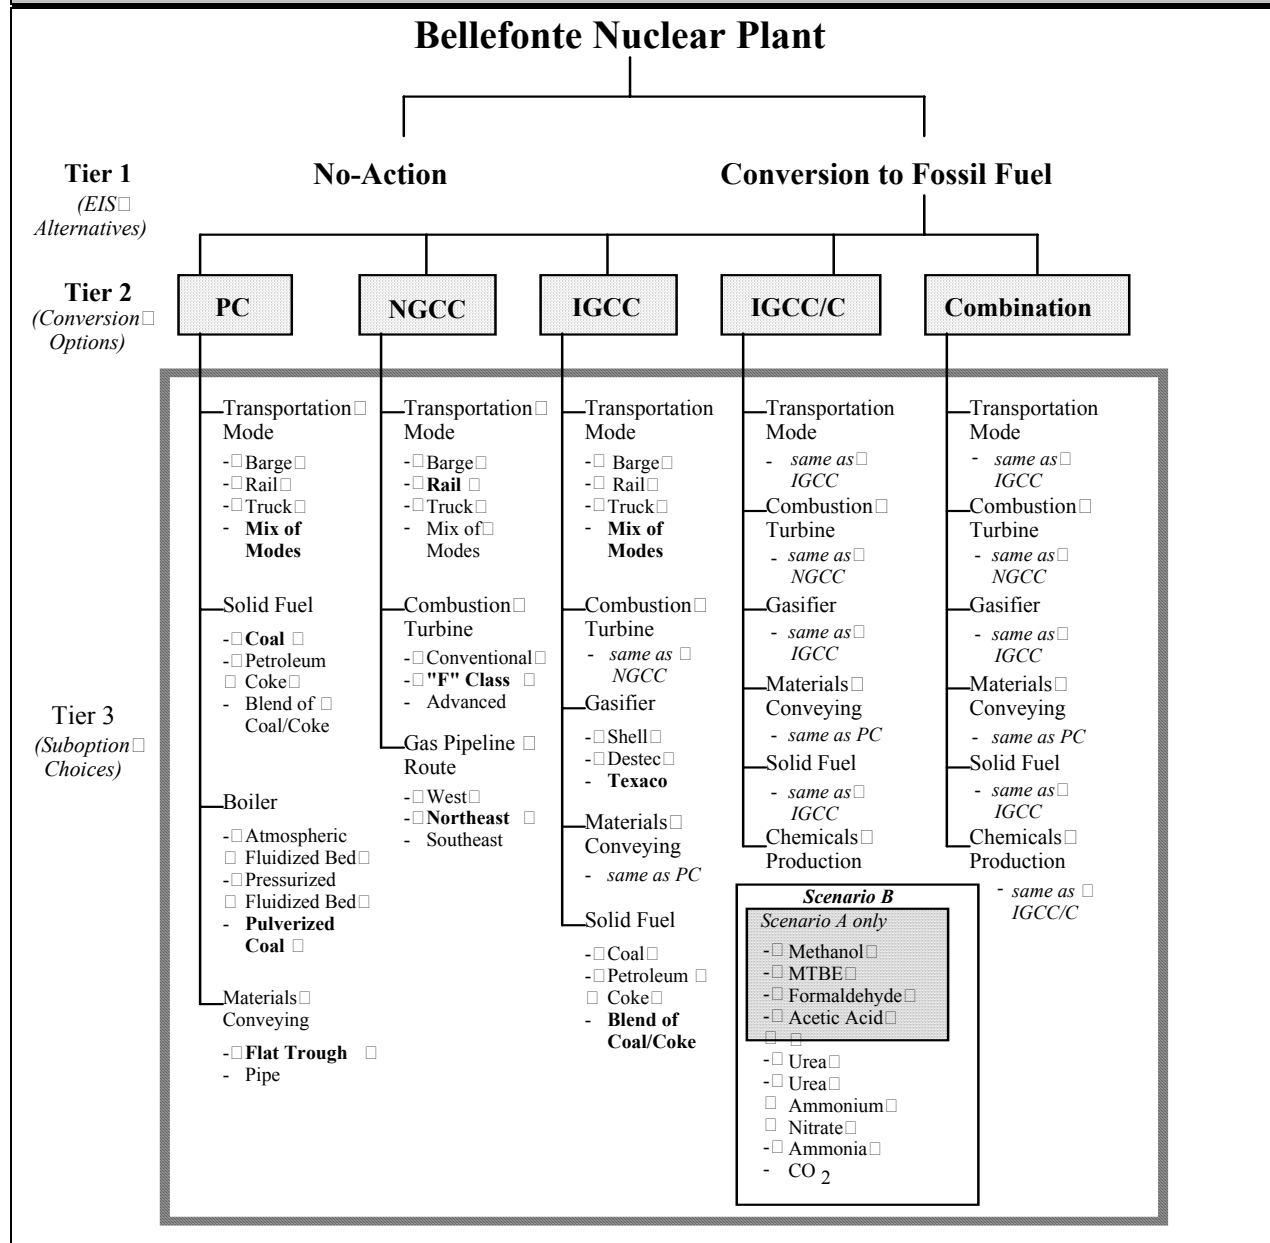 Bellefonte Nuclear Plant
Tier 1
(EIS
Alternatives)
No-Action
Conversion to Fossil Fuel
Tier 2
(Conversion
Options)
PC
NGCC
IGCC
IGCC/C
Combination
Tier 3
(Suboption
Choices)
Transportation
Mode
- Barge
- Rail
- Truck
- Mix of
Modes
Solid Fuel
- Coal
- Petroleum
Coke
- Blend of
Coal/Coke
Boiler
- Atmospheric
Fluidized Bed
- Pressurized
Fluidized Bed
- Pulverized
Coal
Materials
Conveying
- Flat Trough
- Pipe
Transportation
Mode
- Barge
- Rail
- Truck
- Mix of
Modes
Combustion
Turbine
- Conventional
- "F" Class
- Advanced
Gas Pipeline
Route
- West
- Northeast
- Southeast
Transportation
Mode
- Barge
- Rail
- Truck
- Mix of
Modes
Combustion
Turbine
- same as
NGCC
Gasifier
- Shell
- Destec
- Texaco
Materials
Conveying
- same as PC
Solid Fuel
- Coal
- Petroleum
Coke
- Blend of
Coal/Coke
Transportation
Mode
- same as
IGCC
Combustion
Turbine
- same as
NGCC
Gasifier
- same as
IGCC
Materials
Conveying
- same as PC
Solid Fuel
- same as
IGCC
Chemicals
Production
Scenario B
Scenario A only
- Methanol
- MTBE
- Formaldehyde
- Acetic Acid
- Urea
- Urea
Ammonium
Nitrate
- Ammonia
- CO 2
Transportation
Mode
- same as
IGCC
Combustion
Turbine
- same as
NGCC
Gasifier
- same as
IGCC
Materials
Conveying
- same as PC
Solid Fuel
- same as
IGCC
Chemicals
Production
- same as
IGCC/C